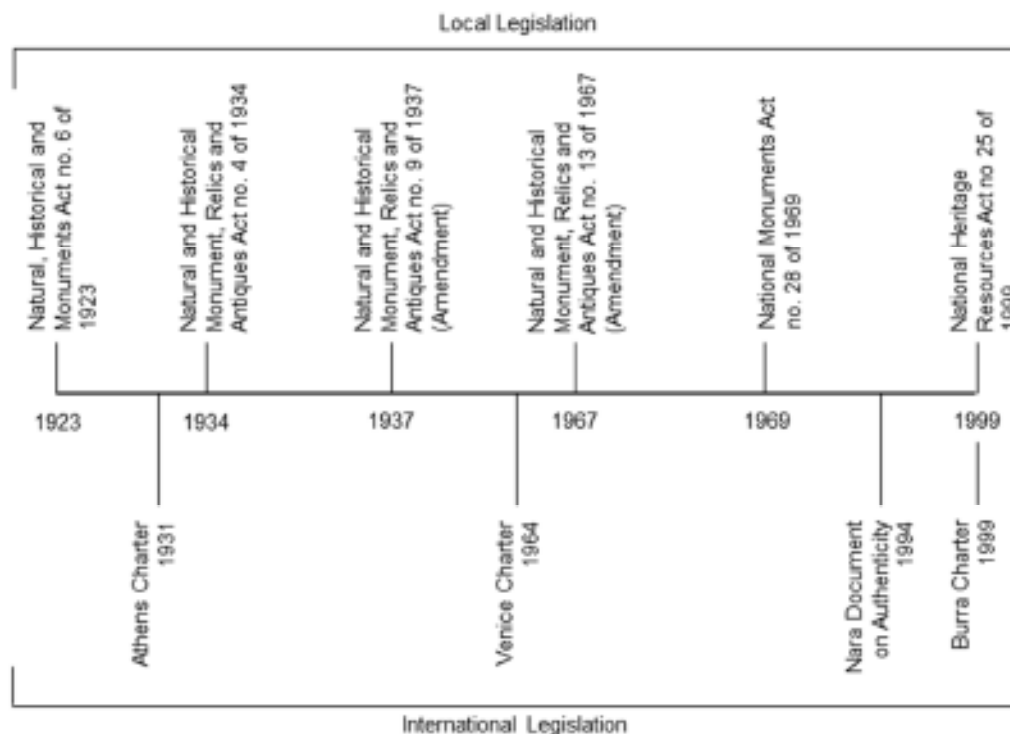 Local Legislation
Natural, Historical and
Monuments Act no. 6 of
1923
Natural and Historical
Monument, Relics and
Antiques Act no. 4 of 1934
Natural and Historical
Monument, Relics and
Antiques Act no. 9 of 1937
(Amendment)
Natural and Historical
Monument, Relics and
Antiques Act no. 13 of 1967
(Amendment)
National Monuments Act
no. 28 of 1969
National Heritage
Resources Act no 25 of
1999
1923
1934
1937
1967
1969
1999
Athens Charter
1931
Venice Charter
1964
Nara Document
on Authenticity
1994
Burra Charter
1999
International Legislation